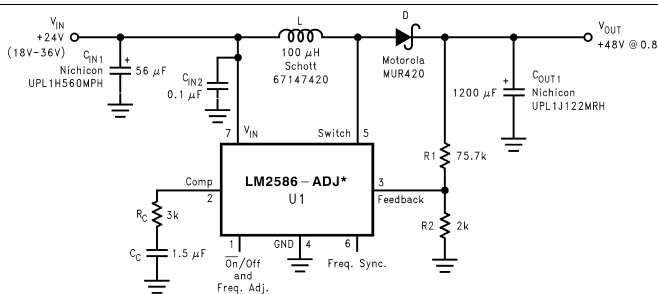 V_IN
+24V
(18V-36V)
C_IN1
Nichicon
UPL1H560MPH
+
56 μF
C_IN2
0.1 μF
L
100 μH
Schott
67147420
D
Motorola
MUR420
V_OUT
+48V @ 0.8
+
1200 μF
C_OUT1
Nichicon
UPL1J122MRH
7
V_IN
Switch
5
R1
75.7k
LM2586-ADJ*
U1
Comp
2
3
Feedback
R2
2k
R_C
3k
C_C
1.5 μF
1
GND
4
6
On/Off
and
Freq. Adj.
Freq. Sync.